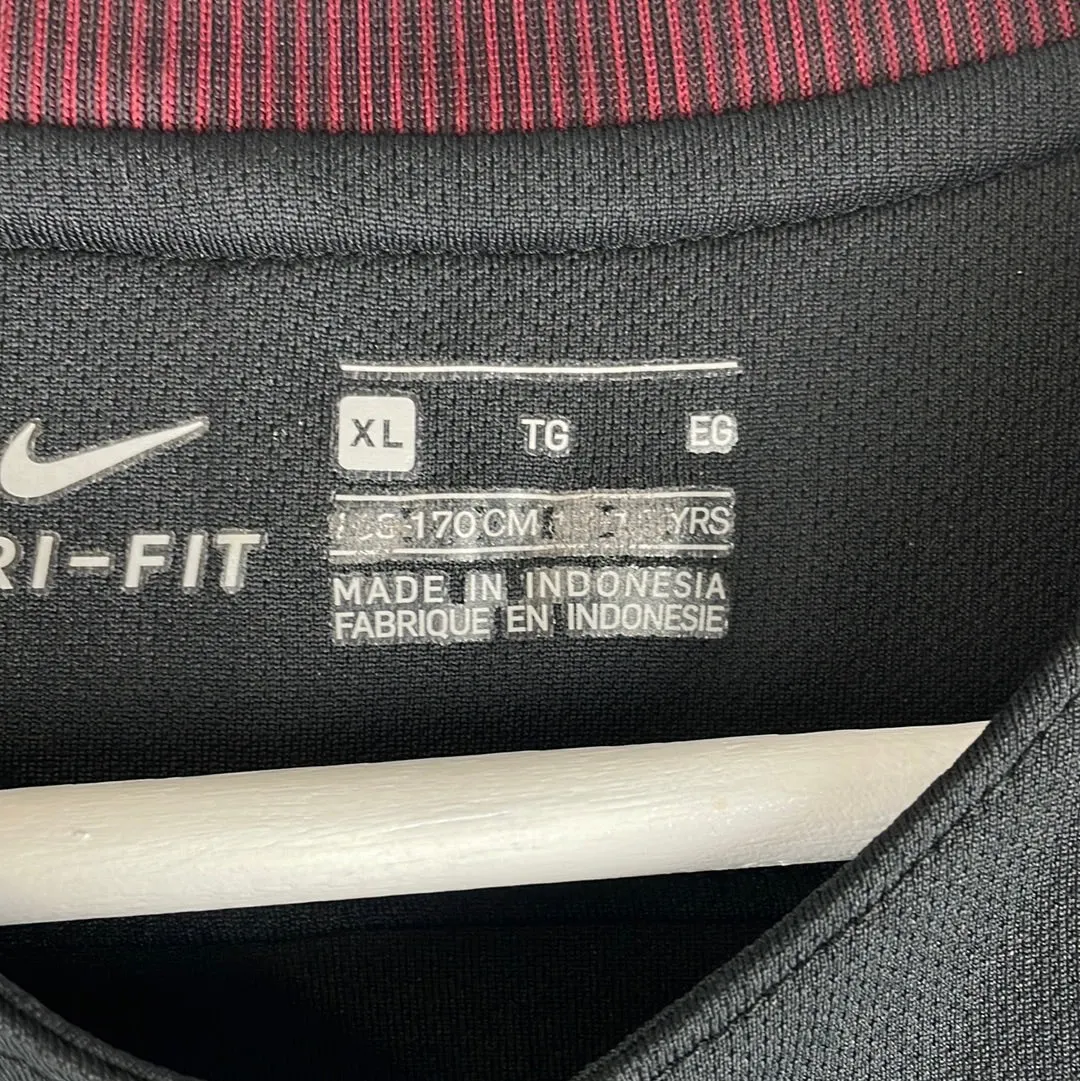 XL TG EG
170CM YRS
RI-FIT
MADE IN INDONESIA
FABRIQUE EN INDONESIE